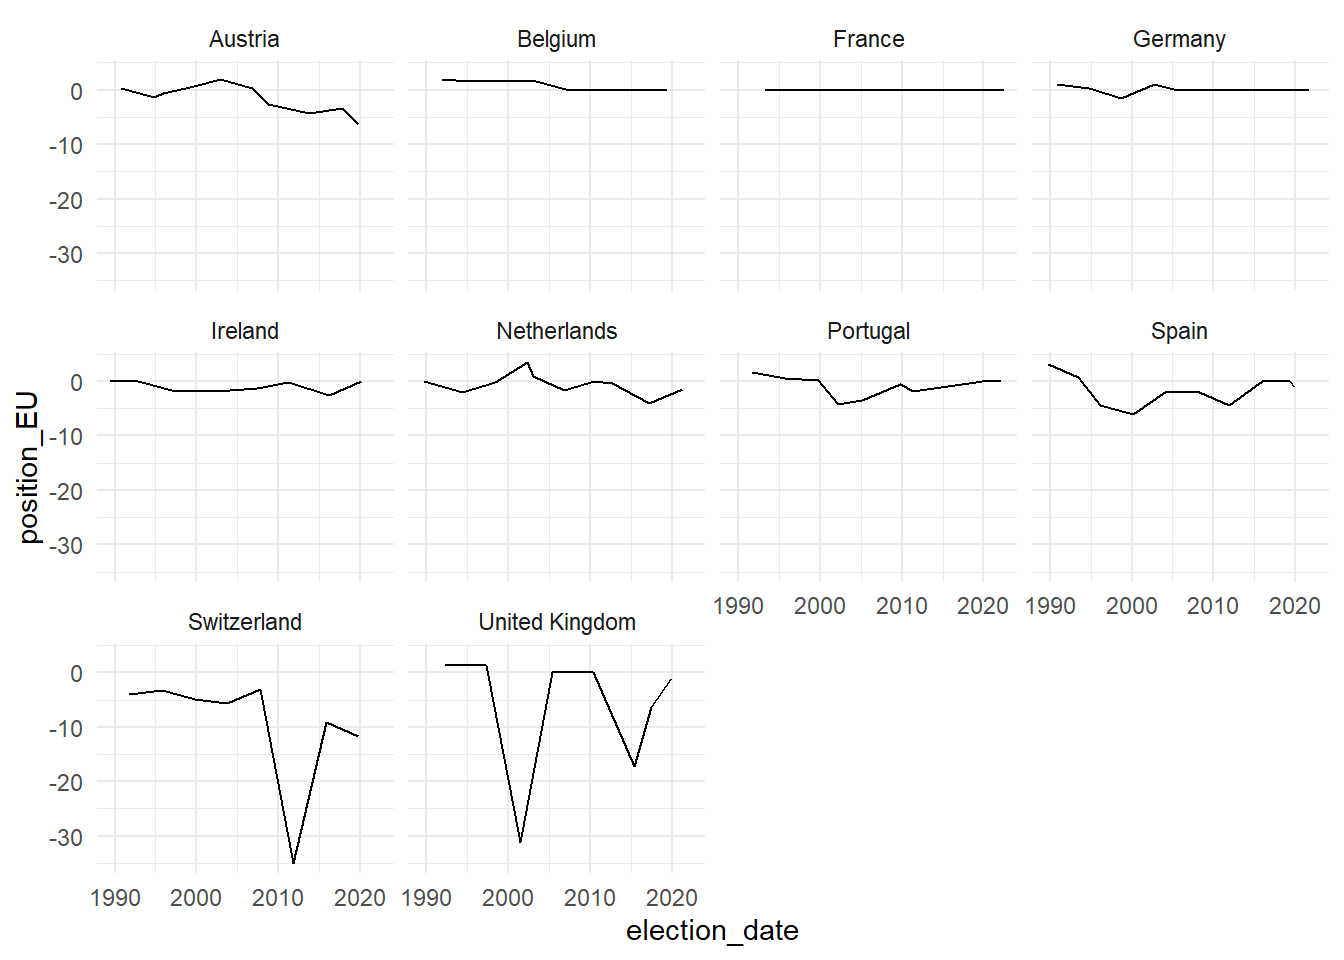 Austria Belgium France Germany
0
-10
-20
-30
Ireland Netherlands Portugal Spain
0
-10
-20
-30
position_EU
1990 2000 2010 2020 1990 2000 2010 2020
Switzerland United Kingdom
0
-10
-20
-30
1990 2000 2010 2020 1990 2000 2010 2020
election_date